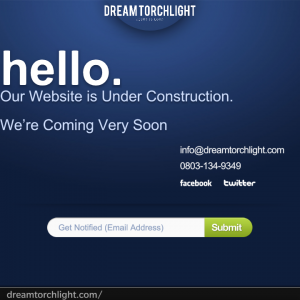 DREAMTORCHLIGHT
hello.
Our Website is Under Construction.
We're Coming Very Soon
info@dreamtorchlight.com
0803-134-9349
facebook twitter
Get Notified (Email Address) Submit
dreamtorchlight.com/